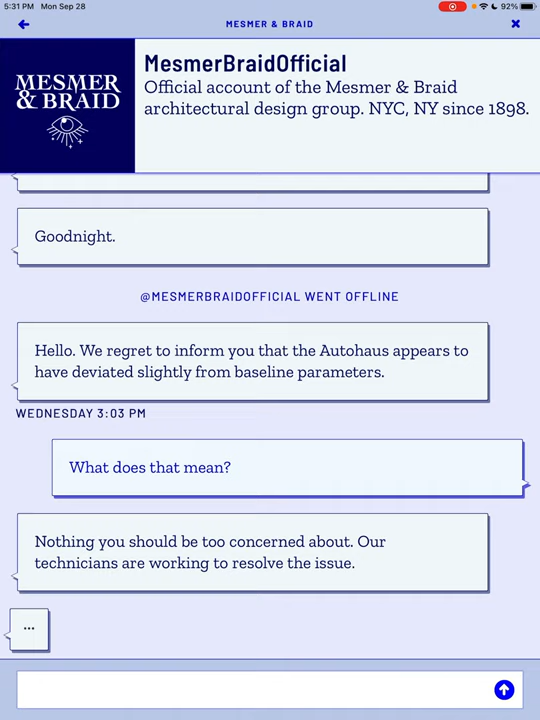 5:31 PM Mon Sep 28
92%
MESMER & BRAID
MESMER
& BRAID
MesmerBraidOfficial
Official account of the Mesmer & Braid
architectural design group. NYC, NY since 1898.
Goodnight.
@MESMERBRAIDOFFICIAL WENT OFFLINE
Hello. We regret to inform you that the Autohaus appears to
have deviated slightly from baseline parameters.
WEDNESDAY 3:03 PM
What does that mean?
Nothing you should be too concerned about. Our
technicians are working to resolve the issue.
...